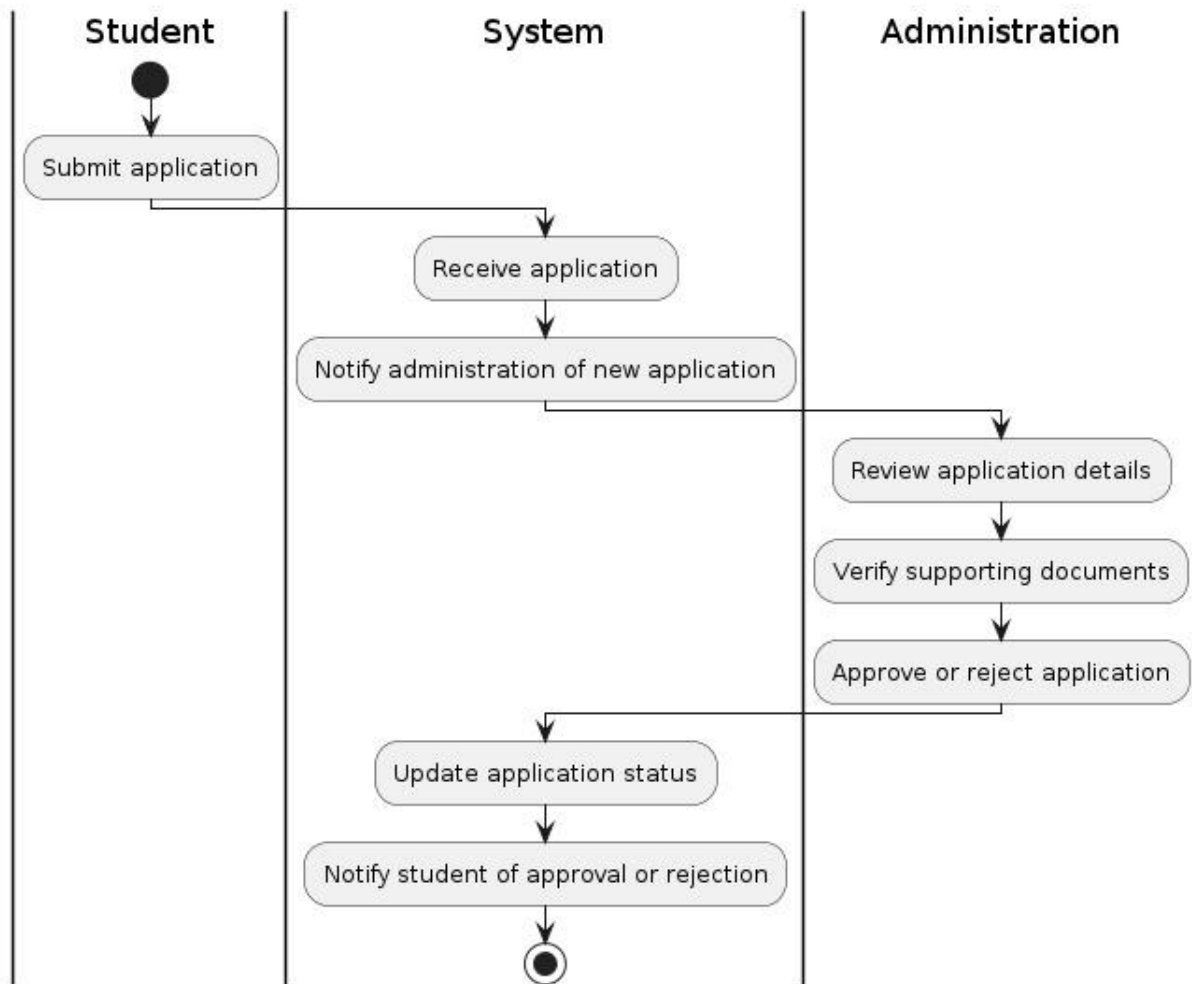 Student
System
Administration
Submit application
Receive application
Notify administration of new application
Review application details
Verify supporting documents
Approve or reject application
Update application status
Notify student of approval or rejection